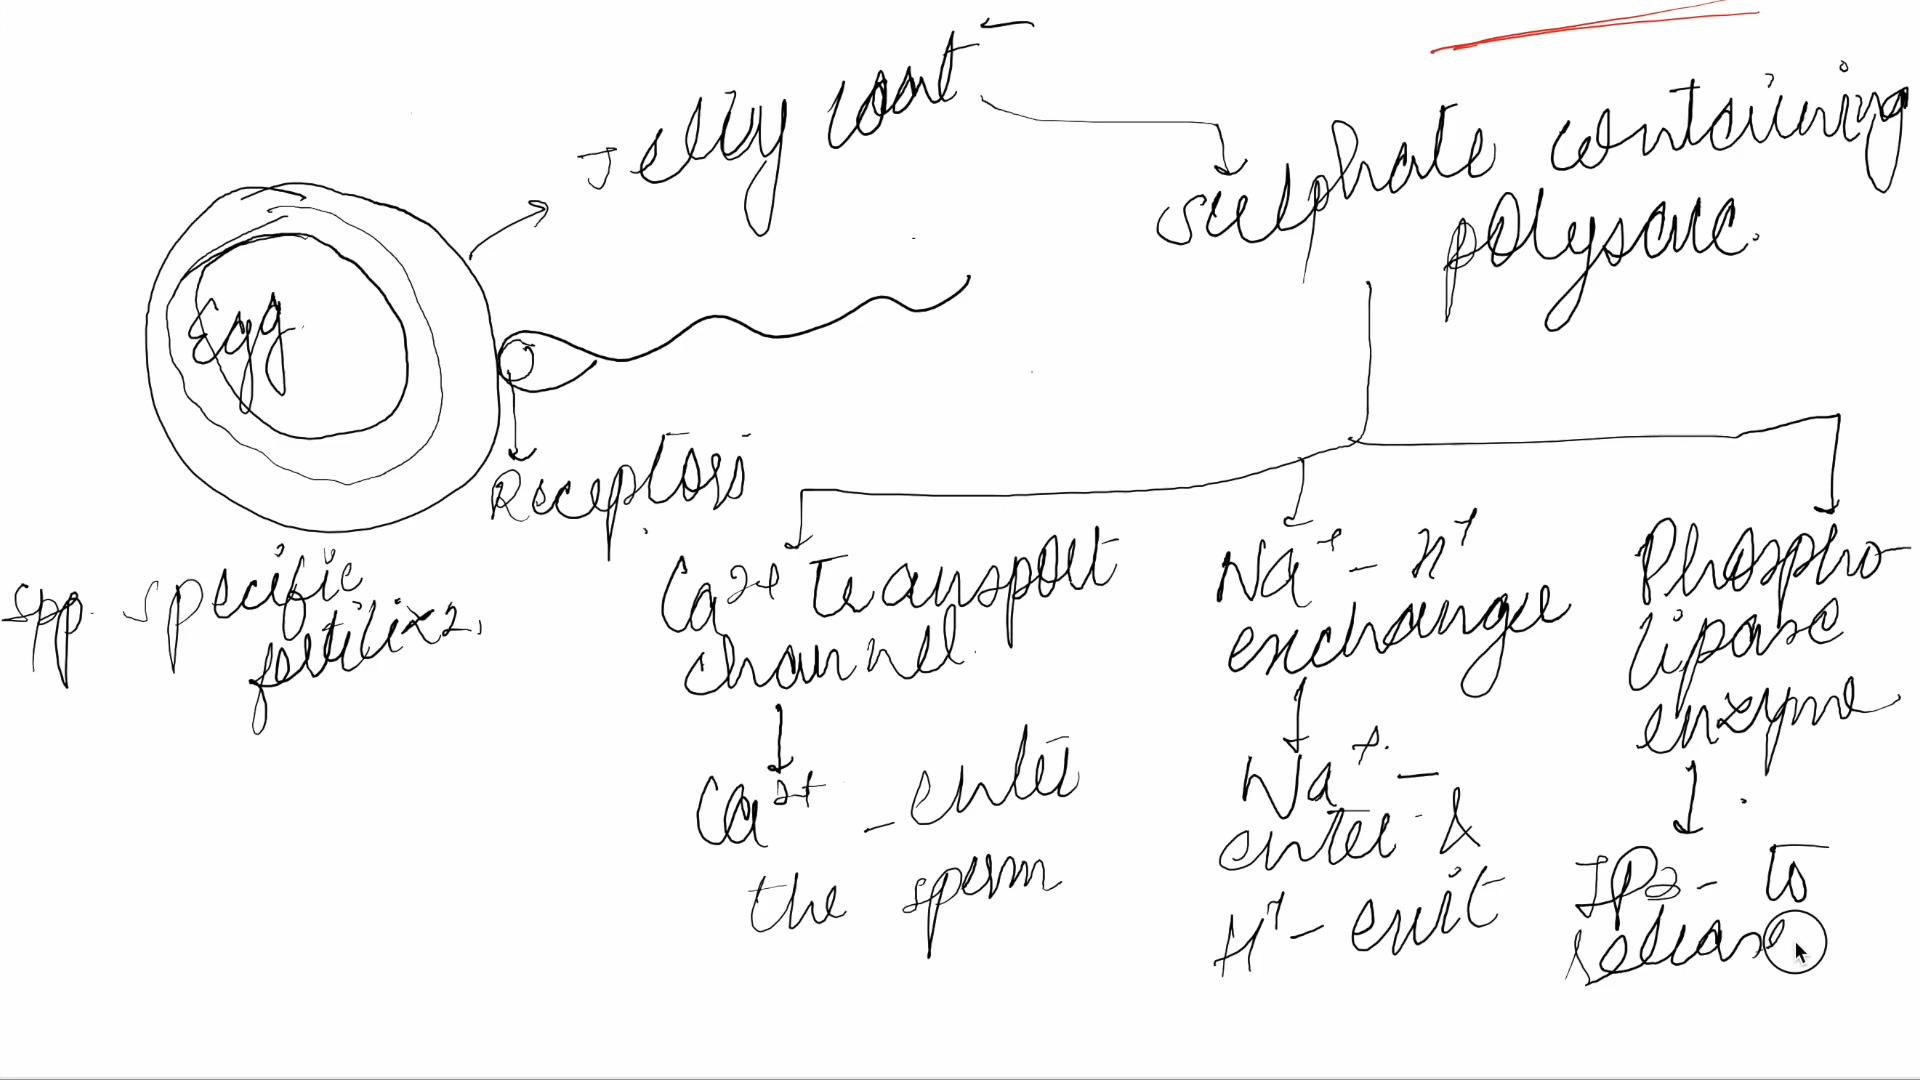 Jelly coat
Sulphate containing
polysacc.
Egg
Receptors
Spp. specific
fertiliz
Ca2+ transport
channel.
Ca2+ - enter
the sperm
Na+ - H+
exchange
Na+ -
enter &
H+ - exit
Phospho-
lipase
enzyme
IP3 - to
release